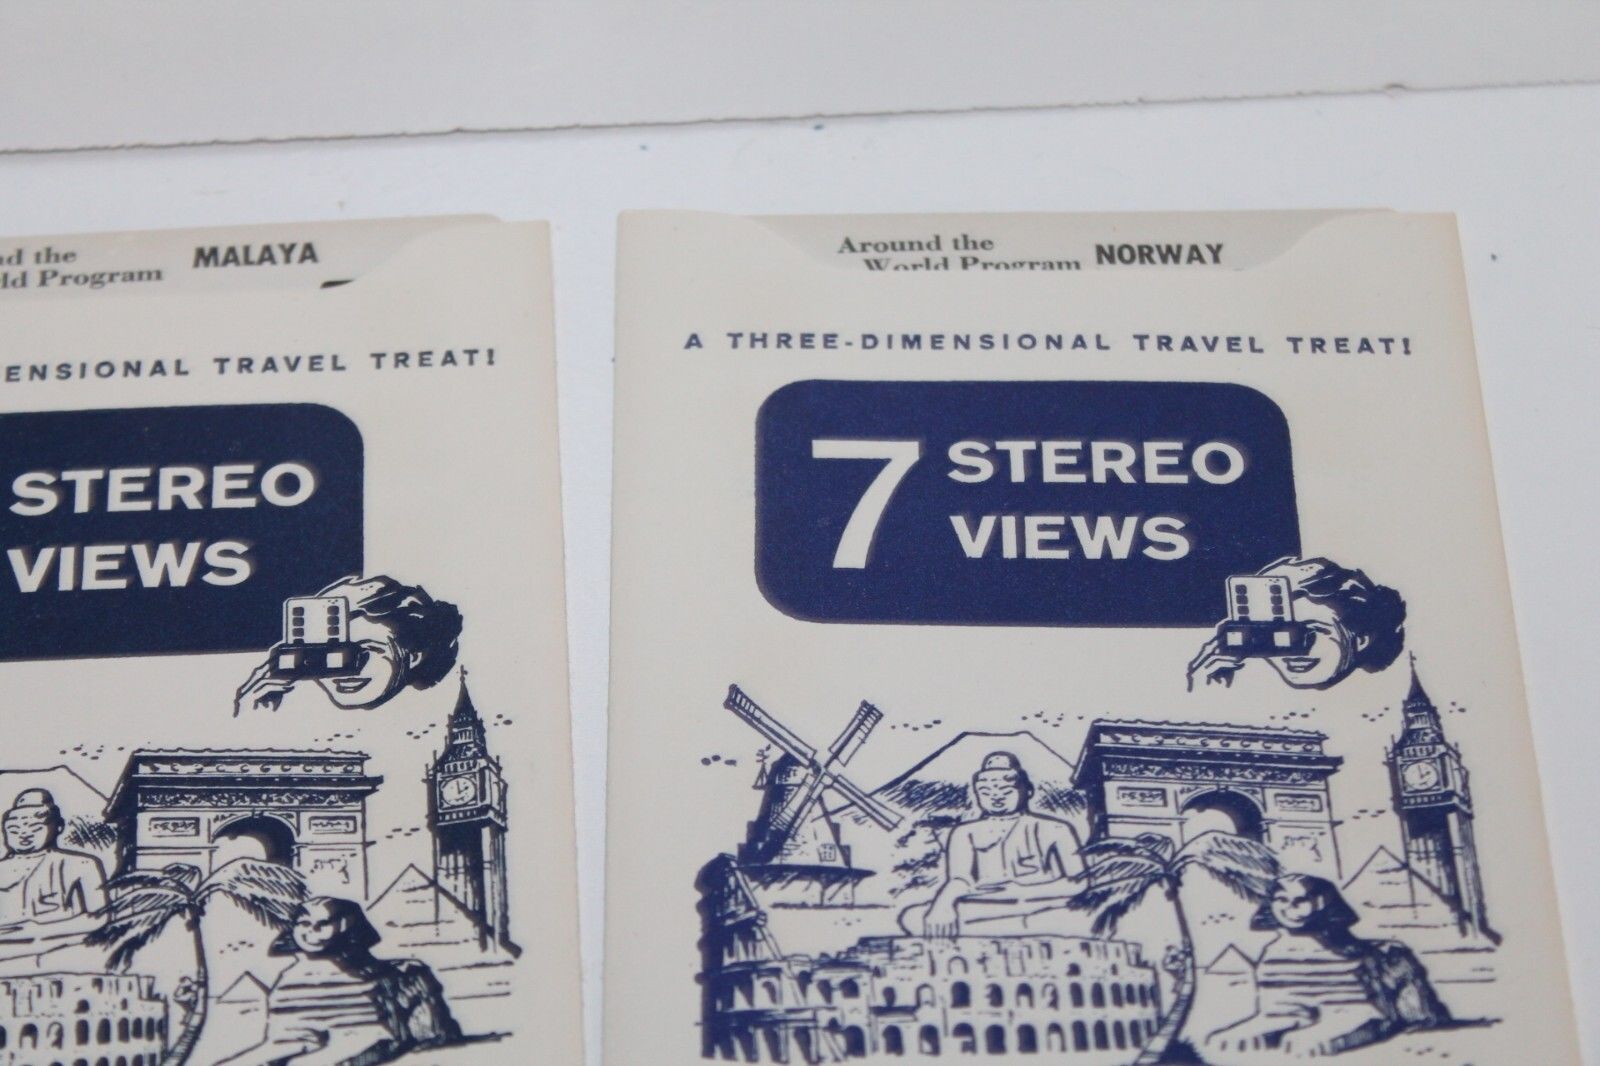 nd the
ld Program MALAYA
ENSIONAL TRAVEL TREAT!
STEREO
VIEWS
Around the
World Program NORWAY
A THREE-DIMENSIONAL TRAVEL TREAT!
7 STEREO
VIEWS